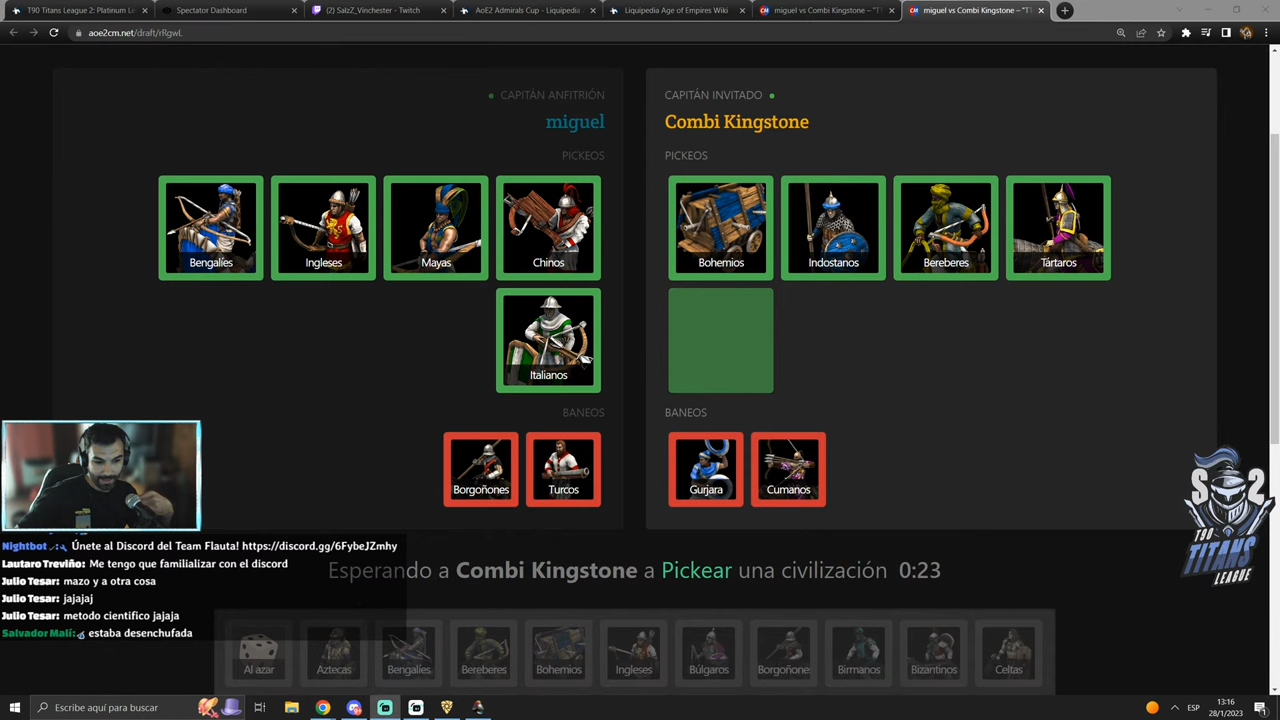 T90 Titans League 2: Platinum Le
Spectator Dashboard
(2) SalzZ_Vinchester - Twitch
AoE2 Admirals Cup - Liquipedia
Liquipedia Age of Empires Wiki
miguel vs Combi Kingstone – "T
miguel vs Combi Kingstone – "T
aoe2cm.net/draft/rRgwL
CAPITÁN ANFITRIÓN
miguel
PICKEOS
Bengalíes
Ingleses
Mayas
Chinos
Italianos
BANEOS
Borgoñones
Turcos
CAPITÁN INVITADO
Combi Kingstone
PICKEOS
Bohemios
Indostanos
Bereberes
Tártaros
BANEOS
Gurjara
Cumanos
S 2
T90
TITANS
LEAGUE
Nightbot: Únete al Discord del Team Flauta! https://discord.gg/6FybeJZmhy
Lautaro Treviño: Me tengo que familializar con el discord
Julio Tesar: mazo y a otra cosa
Julio Tesar: jajajaj
Julio Tesar: metodo cientifico jajaja
Salvador Malí: estaba desenchufada
Esperando a Combi Kingstone a Pickear una civilización 0:23
Al azar
Aztecas
Bengalíes
Bereberes
Bohemios
Ingleses
Búlgaros
Borgoñone
Birmanos
Bizantinos
Celtas
Escribe aquí para buscar
ESP
13:16
28/1/2023